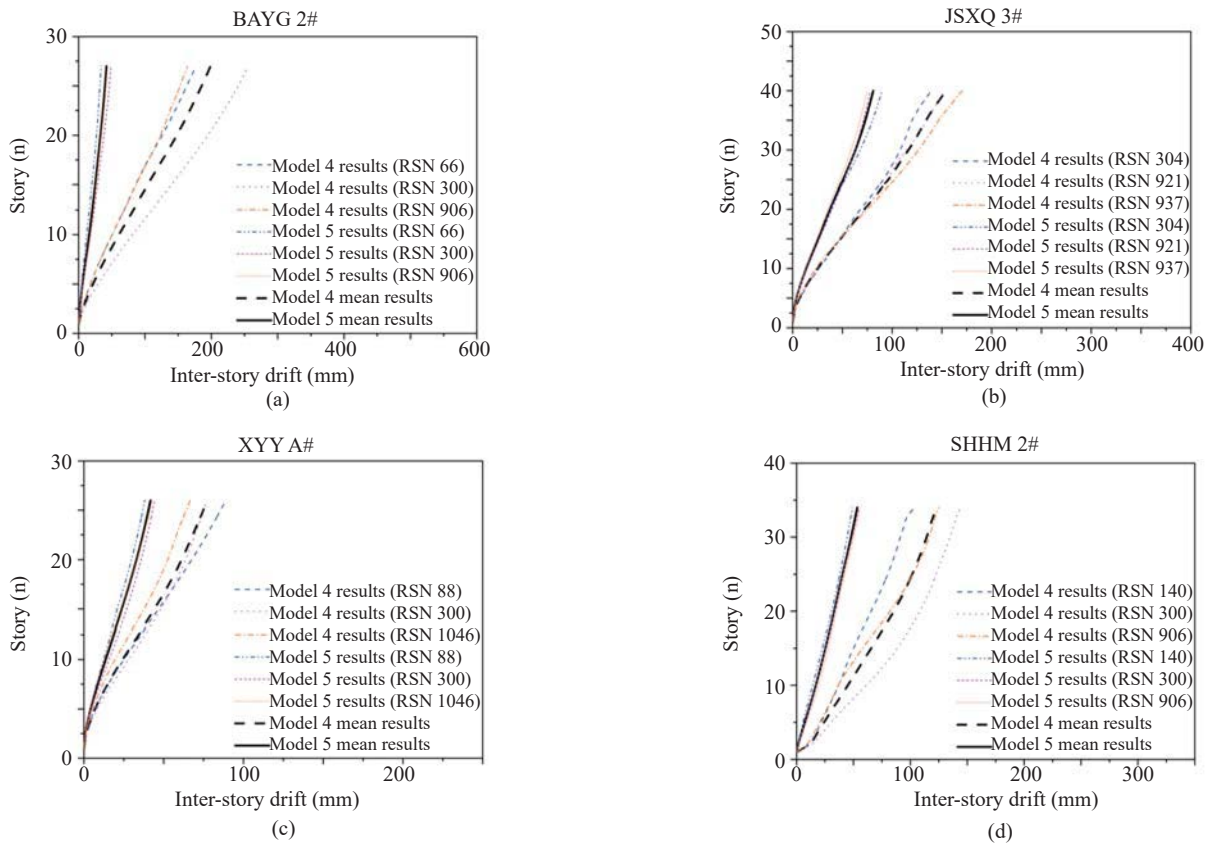 BAYG 2#
30
20
10
0
Story (n)
Model 4 results (RSN 66)
Model 4 results (RSN 300)
Model 4 results (RSN 906)
Model 5 results (RSN 66)
Model 5 results (RSN 300)
Model 5 results (RSN 906)
Model 4 mean results
Model 5 mean results
0 200 400 600
Inter-story drift (mm)
(a)
JSXQ 3#
50
40
30
20
10
50
Story (n)
Model 4 results (RSN 304)
Model 4 results (RSN 921)
Model 4 results (RSN 937)
Model 5 results (RSN 304)
Model 5 results (RSN 921)
Model 5 results (RSN 937)
Model 4 mean results
Model 5 mean results
0 100 200 300 400
Inter-story drift (mm)
(b)
XYY A#
30
20
10
0
Story (n)
Model 4 results (RSN 88)
Model 4 results (RSN 300)
Model 4 results (RSN 1046)
Model 5 results (RSN 88)
Model 5 results (RSN 300)
Model 5 results (RSN 1046)
Model 4 mean results
Model 5 mean results
0 100 200
Inter-story drift (mm)
(c)
SHHM 2#
40
30
20
10
0
Story (n)
Model 4 results (RSN 140)
Model 4 results (RSN 300)
Model 4 results (RSN 906)
Model 5 results (RSN 140)
Model 5 results (RSN 300)
Model 5 results (RSN 906)
Model 4 mean results
Model 5 mean results
0 100 200 300
Inter-story drift (mm)
(d)